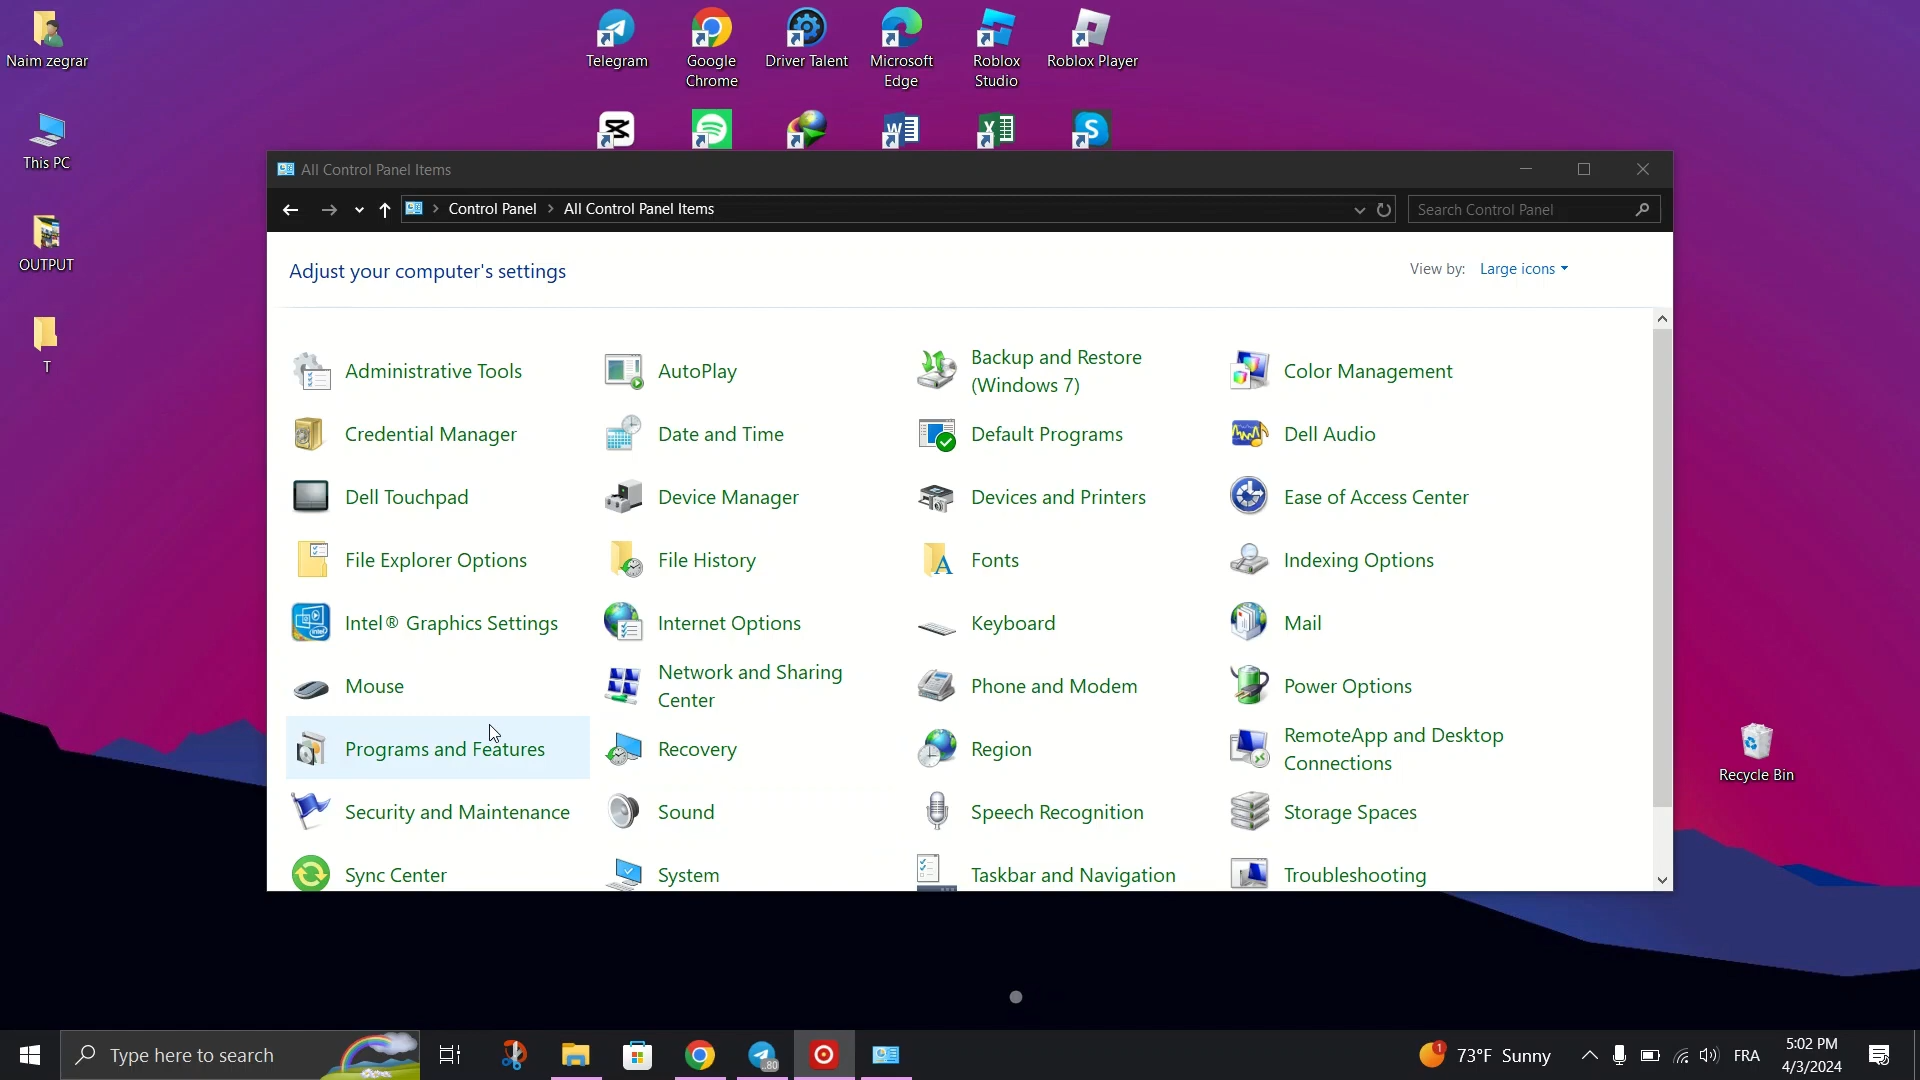 Naim zegrar
This PC
OUTPUT
T
Telegram
Google
Chrome
Driver Talent
Microsoft
Edge
Roblox
Studio
Roblox Player
All Control Panel Items
Control Panel > All Control Panel Items
Search Control Panel
Adjust your computer's settings
View by: Large icons
Administrative Tools
AutoPlay
Backup and Restore
(Windows 7)
Color Management
Credential Manager
Date and Time
Default Programs
Dell Audio
Dell Touchpad
Device Manager
Devices and Printers
Ease of Access Center
File Explorer Options
File History
Fonts
Indexing Options
Intel® Graphics Settings
Internet Options
Keyboard
Mail
Mouse
Network and Sharing
Center
Phone and Modem
Power Options
Programs and Features
Recovery
Region
RemoteApp and Desktop
Connections
Security and Maintenance
Sound
Speech Recognition
Storage Spaces
Sync Center
System
Taskbar and Navigation
Troubleshooting
Recycle Bin
Type here to search
.80
1
73°F Sunny
FRA
5:02 PM
4/3/2024